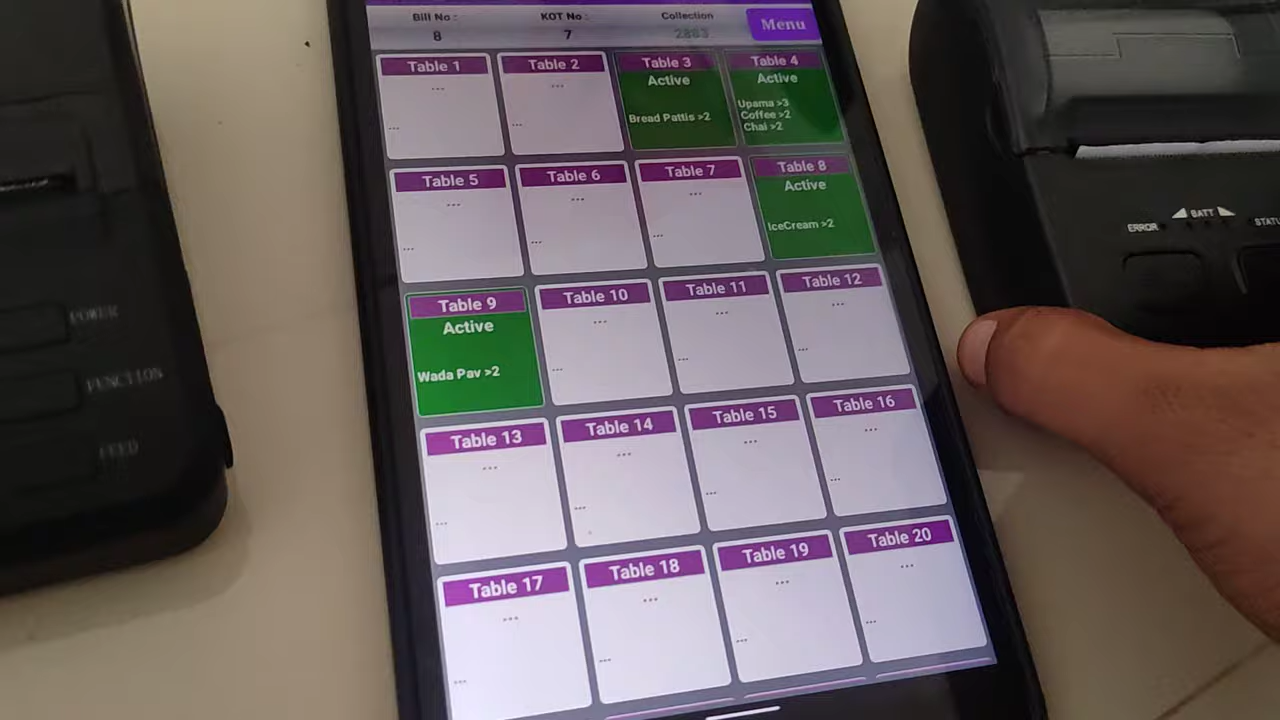 Bill No :
KOT No :
Collection
Menu
8
7
2883
Table 1
...
...
Table 2
...
...
Table 3
Active
Bread Pattis >2
Table 4
Active
Upama >3
Coffee >2
Chai >2
Table 5
...
...
Table 6
...
...
Table 7
...
...
Table 8
Active
IceCream >2
Table 9
Active
Wada Pav >2
Table 10
...
...
Table 11
...
...
Table 12
...
...
Table 13
...
...
Table 14
...
...
Table 15
...
...
Table 16
...
...
Table 17
...
...
Table 18
...
...
Table 19
...
...
Table 20
...
...
POWER
FUNCTION
FEED
BATT
ERROR